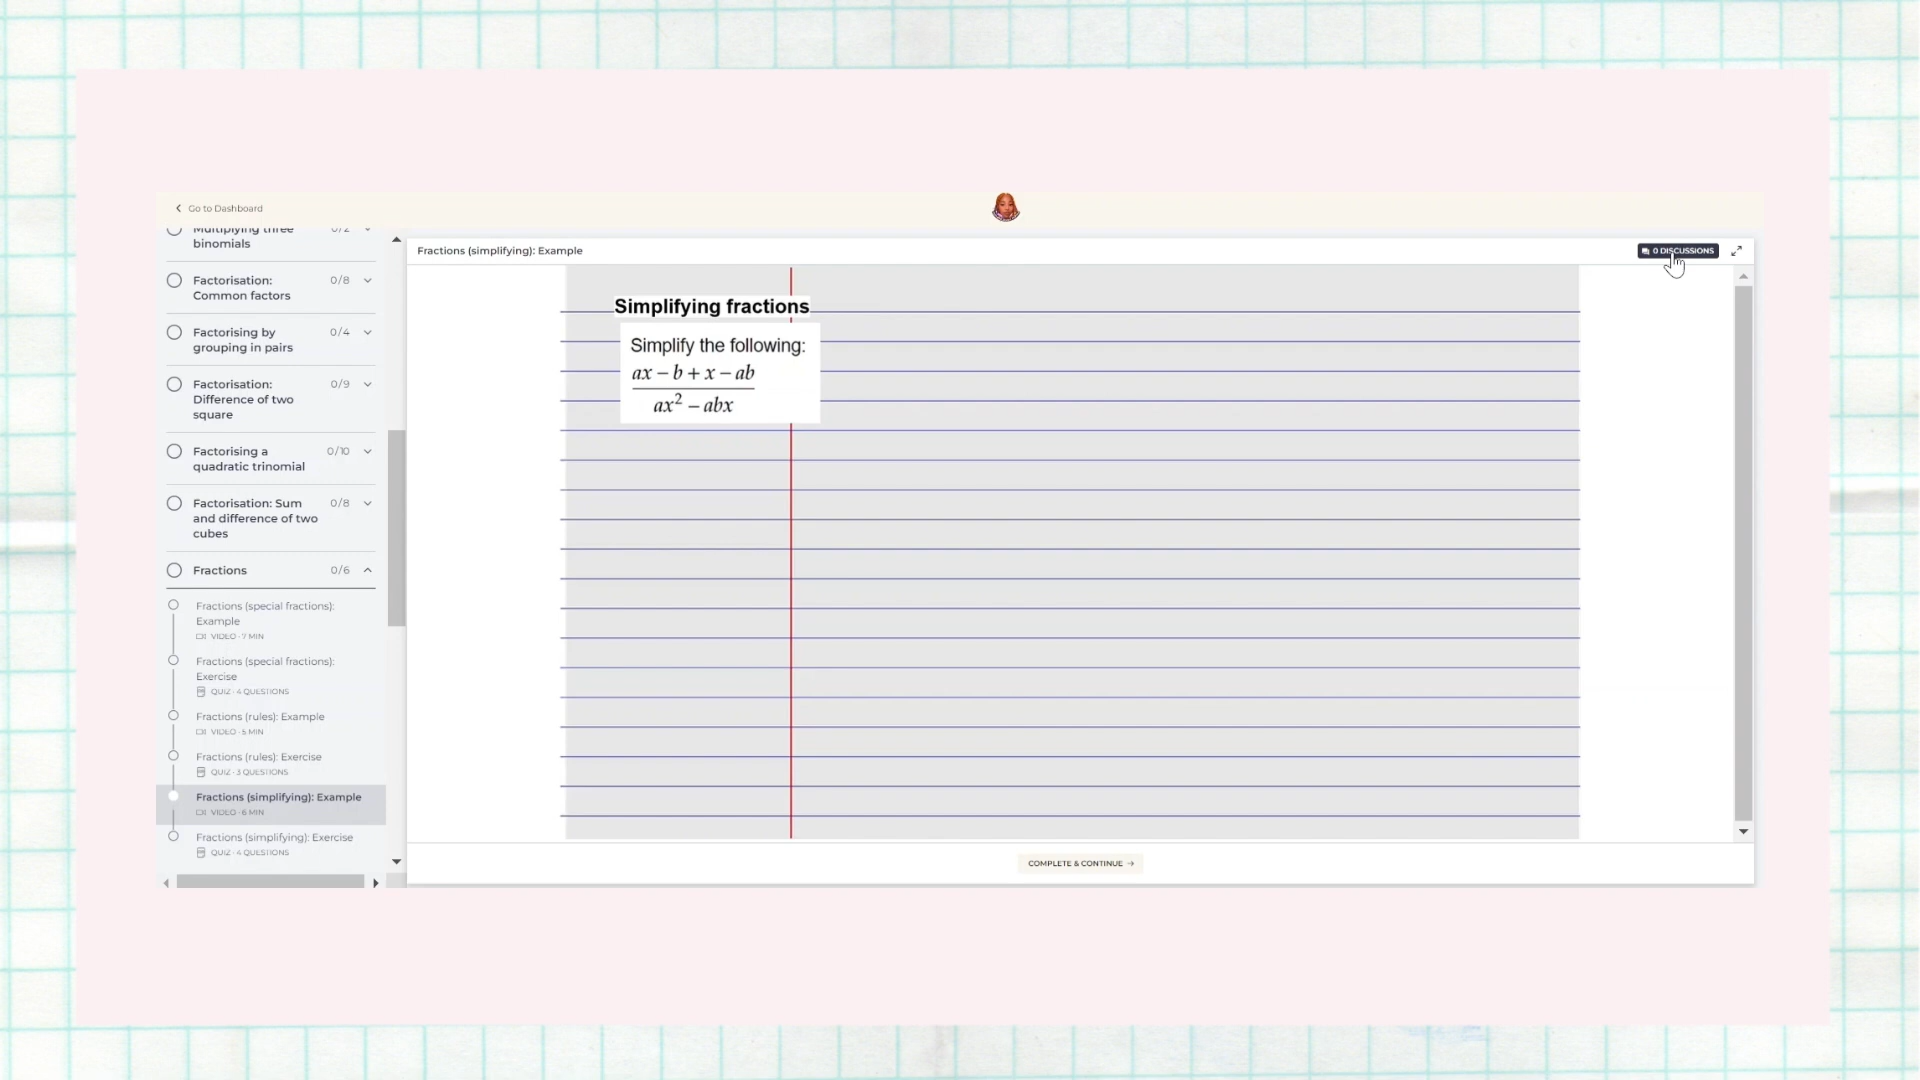 Go to Dashboard
Multiplying three
binomials
0/2
Factorisation:
Common factors
0/8
Factorising by
grouping in pairs
0/4
Factorisation:
Difference of two
square
0/9
Factorising a
quadratic trinomial
0/10
Factorisation: Sum
and difference of two
cubes
0/8
Fractions
0/6
Fractions (special fractions):
Example
VIDEO · 7 MIN
Fractions (special fractions):
Exercise
QUIZ · 4 QUESTIONS
Fractions (rules): Example
VIDEO · 5 MIN
Fractions (rules): Exercise
QUIZ · 3 QUESTIONS
Fractions (simplifying): Example
VIDEO · 6 MIN
Fractions (simplifying): Exercise
QUIZ · 4 QUESTIONS
Fractions (simplifying): Example
0 DISCUSSIONS
Simplifying fractions
Simplify the following:
ax – b + x – ab
ax² – abx
COMPLETE & CONTINUE →